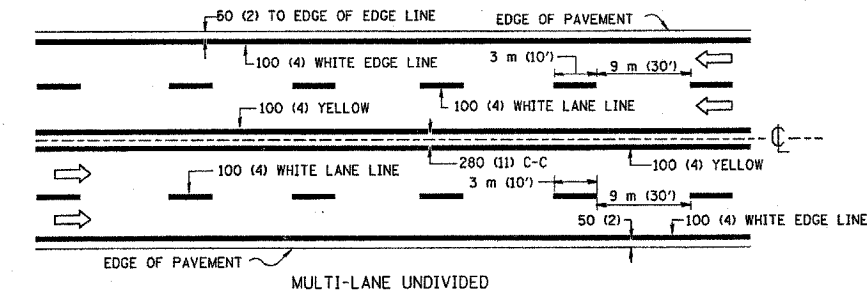 50 (2) TO EDGE OF EDGE LINE
EDGE OF PAVEMENT
100 (4) WHITE EDGE LINE
3 m (10')
9 m (30')
100 (4) YELLOW
100 (4) WHITE LANE LINE
℄
100 (4) WHITE LANE LINE
280 (11) C-C
100 (4) YELLOW
3 m (10')
9 m (30')
50 (2)
100 (4) WHITE EDGE LINE
EDGE OF PAVEMENT
MULTI-LANE UNDIVIDED